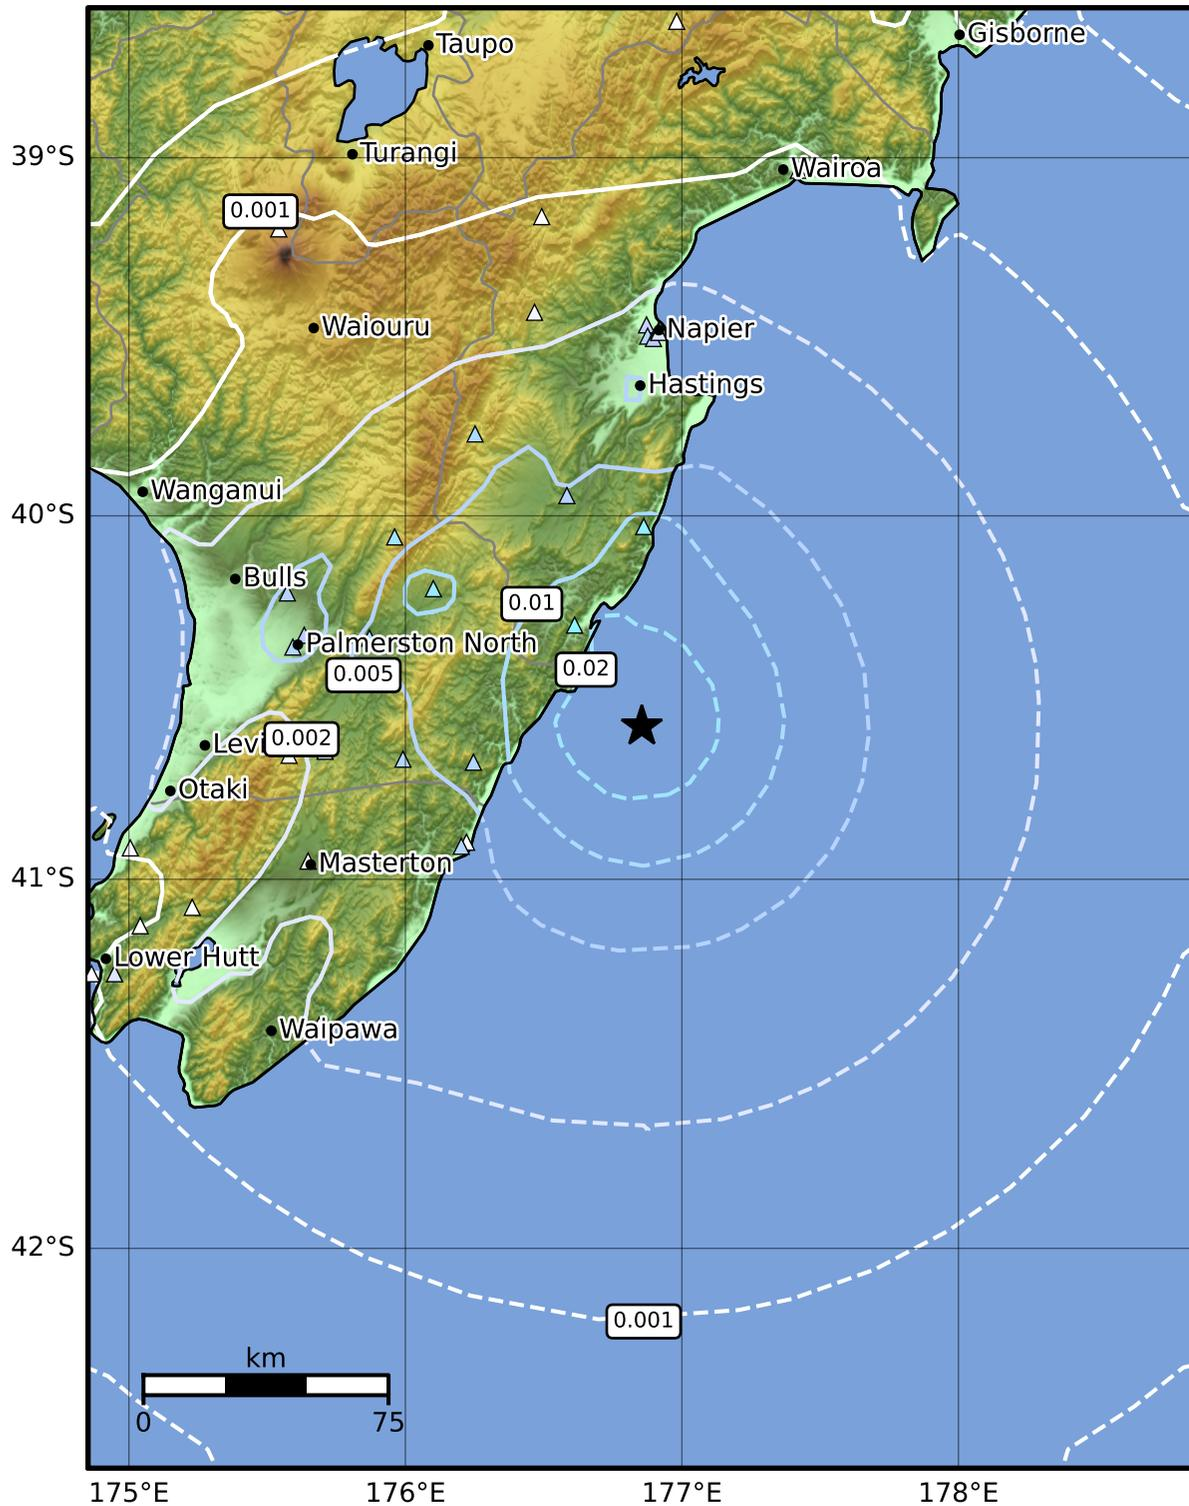 Gisborne
Taupo
39°S
Turangi
Wairoa
0.001
Waiouru
Napier
Hastings
Wanganui
40°S
Bulls
0.01
Palmerston North
0.005
0.02
Levi
0.002
Otaki
Masterton
41°S
Lower Hutt
Waipawa
42°S
0.001
km
0 75
175°E 176°E 177°E 178°E